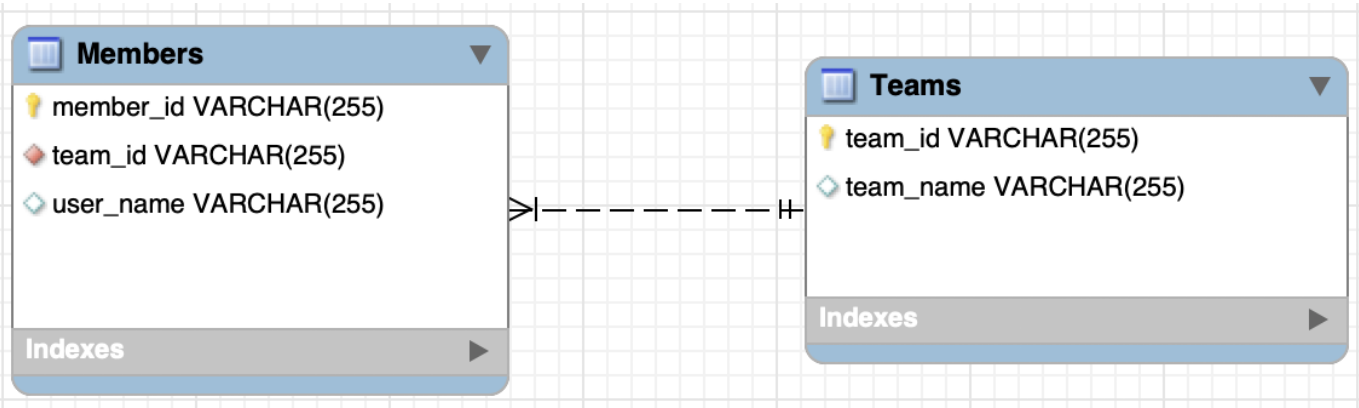 Members
member_id VARCHAR(255)
team_id VARCHAR(255)
user_name VARCHAR(255)
Indexes
Teams
team_id VARCHAR(255)
team_name VARCHAR(255)
Indexes